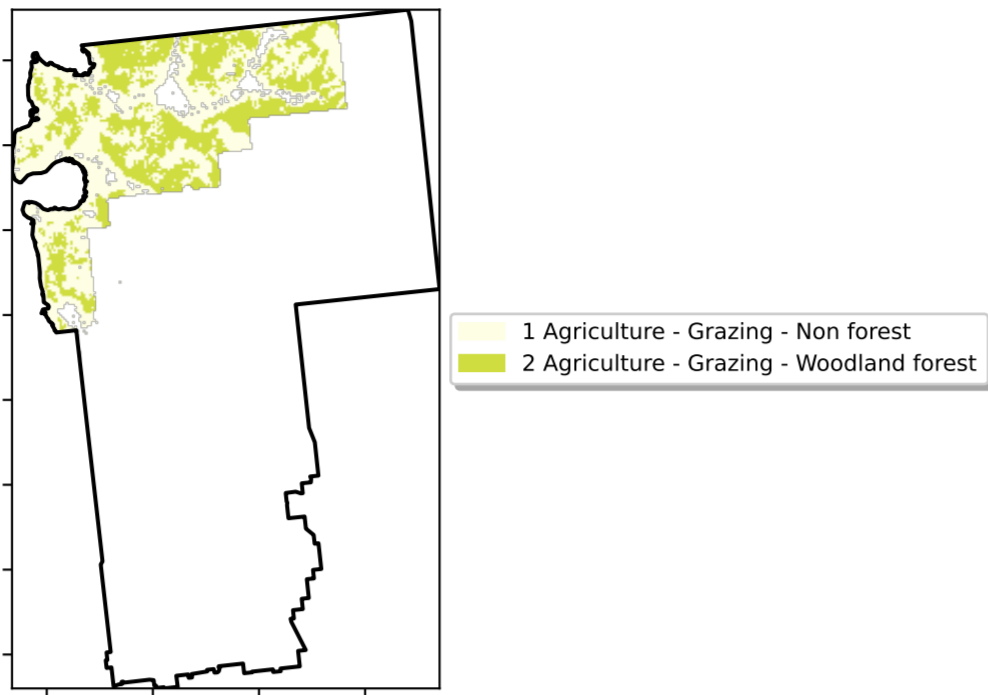 1 Agriculture - Grazing - Non forest
2 Agriculture - Grazing - Woodland forest